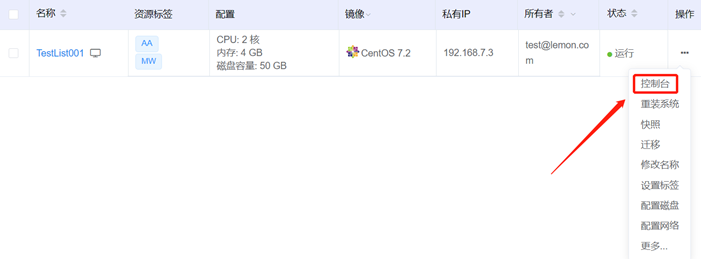 名称 资源标签 配置 镜像 私有IP 所有者 状态 操作
TestList001
AA
MW
CPU: 2 核
内存: 4 GB
磁盘容量: 50 GB
CentOS 7.2
192.168.7.3
test@lemon.co
m
运行
控制台
重装系统
快照
迁移
修改名称
设置标签
配置磁盘
配置网络
更多...